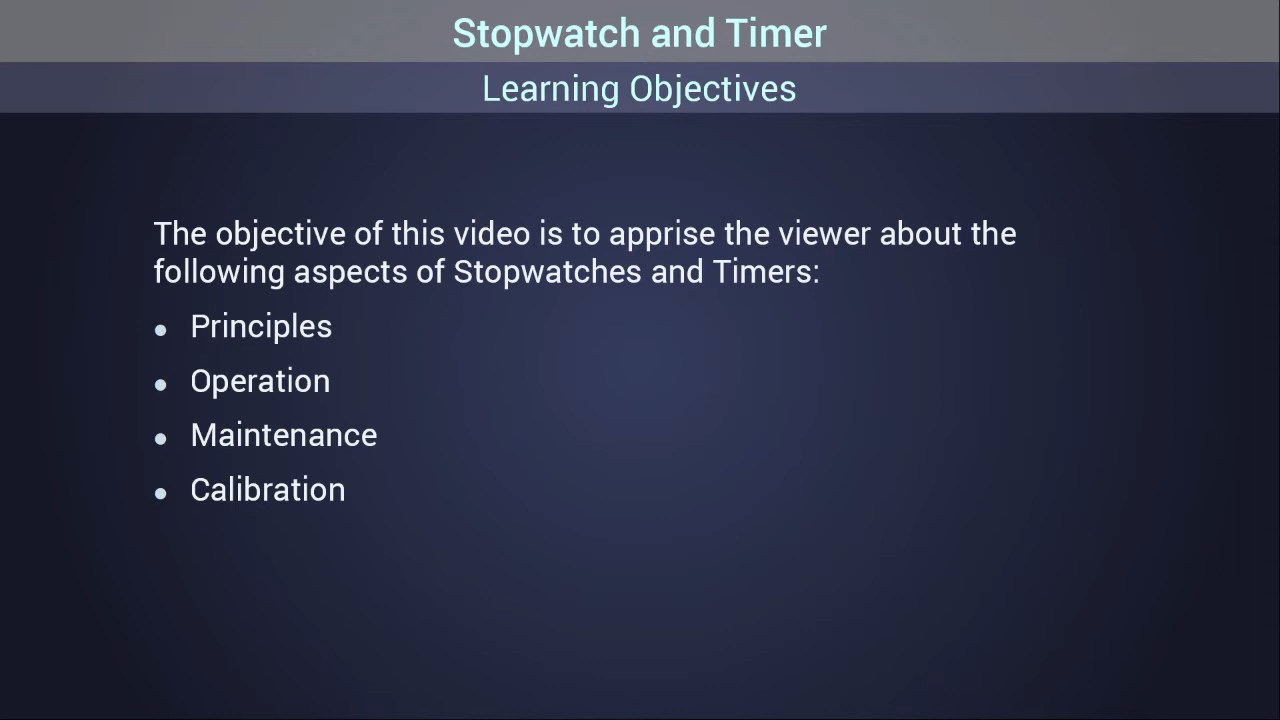 Stopwatch and Timer
Learning Objectives
The objective of this video is to apprise the viewer about the
following aspects of Stopwatches and Timers:
● Principles
● Operation
● Maintenance
● Calibration